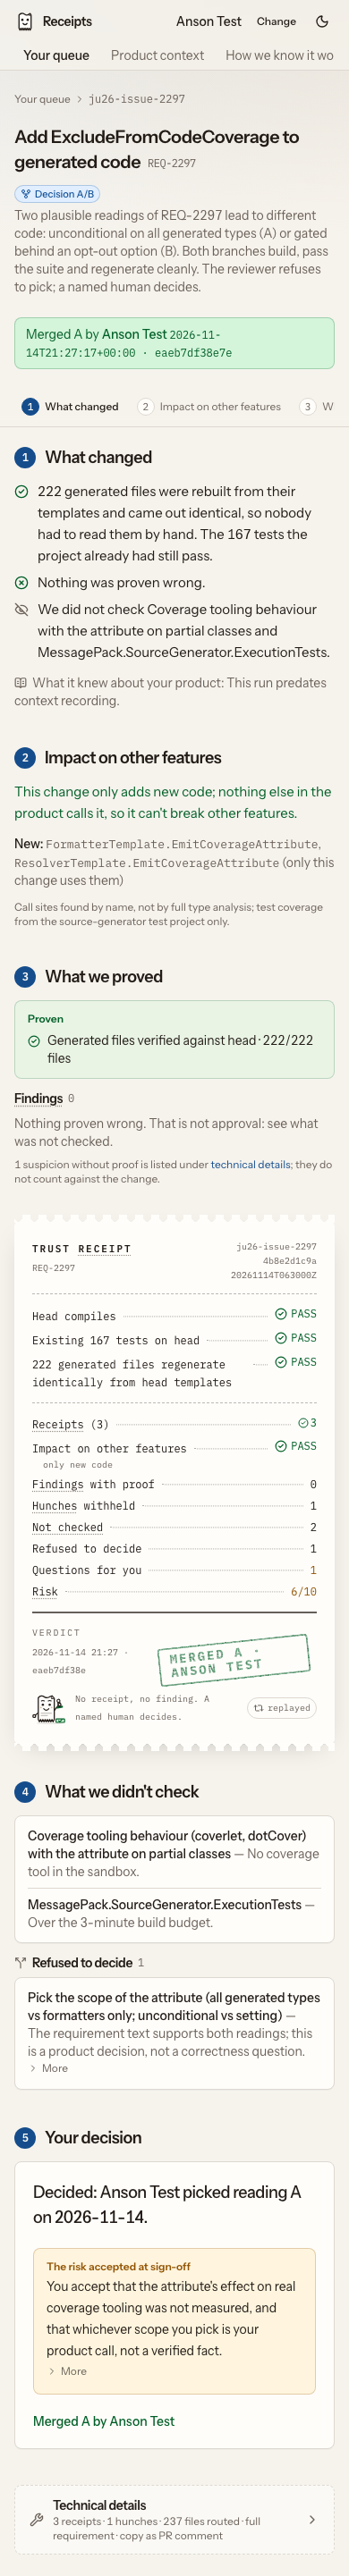 Receipts
Anson Test
Change
Your queue
Product context
How we know it wo
Your queue > ju26-issue-2297
Add ExcludeFromCodeCoverage to
generated code REQ-2297
Decision A/B
Two plausible readings of REQ-2297 lead to different
code: unconditional on all generated types (A) or gated
behind an opt-out option (B). Both branches build, pass
the suite and regenerate cleanly. The reviewer refuses
to pick; a named human decides.
Merged A by Anson Test 2026-11-
14T21:27:17+00:00 · eaeb7df38e7e
1 What changed
2 Impact on other features
3 W
1 What changed
222 generated files were rebuilt from their
templates and came out identical, so nobody
had to read them by hand. The 167 tests the
project already had still pass.
Nothing was proven wrong.
We did not check Coverage tooling behaviour
with the attribute on partial classes and
MessagePack.SourceGenerator.ExecutionTests.
What it knew about your product: This run predates
context recording.
2 Impact on other features
This change only adds new code; nothing else in the
product calls it, so it can't break other features.
New: FormatterTemplate.EmitCoverageAttribute,
ResolverTemplate.EmitCoverageAttribute (only this
change uses them)
Call sites found by name, not by full type analysis; test coverage
from the source-generator test project only.
3 What we proved
Proven
Generated files verified against head · 222/222
files
Findings 0
Nothing proven wrong. That is not approval: see what
was not checked.
1 suspicion without proof is listed under technical details; they do
not count against the change.
TRUST RECEIPT
REQ-2297
ju26-issue-2297
4b8e2d1c9a
20261114T063000Z
Head compiles PASS
Existing 167 tests on head PASS
222 generated files regenerate PASS
identically from head templates
Receipts (3) 3
Impact on other features PASS
only new code
Findings with proof 0
Hunches withheld 1
Not checked 2
Refused to decide 1
Questions for you 1
Risk 6/10
VERDICT
2026-11-14 21:27 ·
eaeb7df38e
MERGED A ·
ANSON TEST
No receipt, no finding. A
named human decides.
replayed
4 What we didn't check
Coverage tooling behaviour (coverlet, dotCover)
with the attribute on partial classes — No coverage
tool in the sandbox.
MessagePack.SourceGenerator.ExecutionTests —
Over the 3-minute build budget.
Refused to decide 1
Pick the scope of the attribute (all generated types
vs formatters only; unconditional vs setting) —
The requirement text supports both readings; this
is a product decision, not a correctness question.
> More
5 Your decision
Decided: Anson Test picked reading A
on 2026-11-14.
The risk accepted at sign-off
You accept that the attribute's effect on real
coverage tooling was not measured, and
that whichever scope you pick is your
product call, not a verified fact.
> More
Merged A by Anson Test
Technical details
3 receipts · 1 hunches · 237 files routed · full
requirement · copy as PR comment